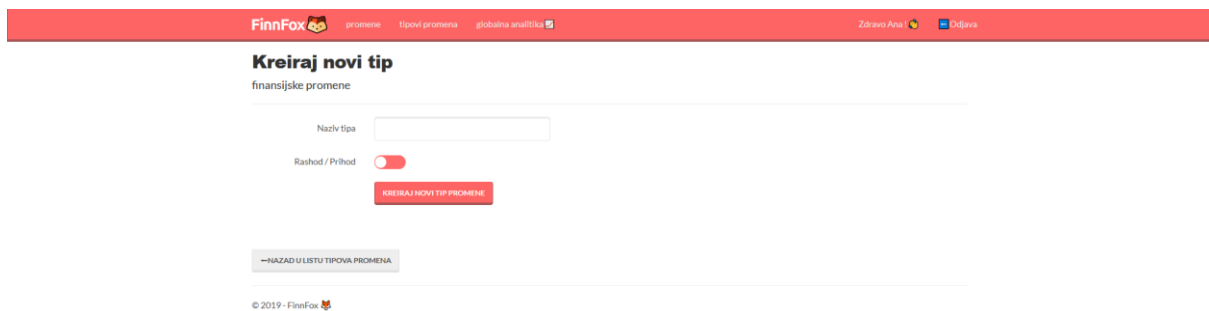 FinnFox promene tipovi promena globalna analitika Zdravo Ana ! Odjava
Kreiraj novi tip
finansijske promene
Naziv tipa
Rashod / Prihod
KREIRAJ NOVI TIP PROMENE
←NAZAD U LISTU TIPOVA PROMENA
© 2019 - FinnFox